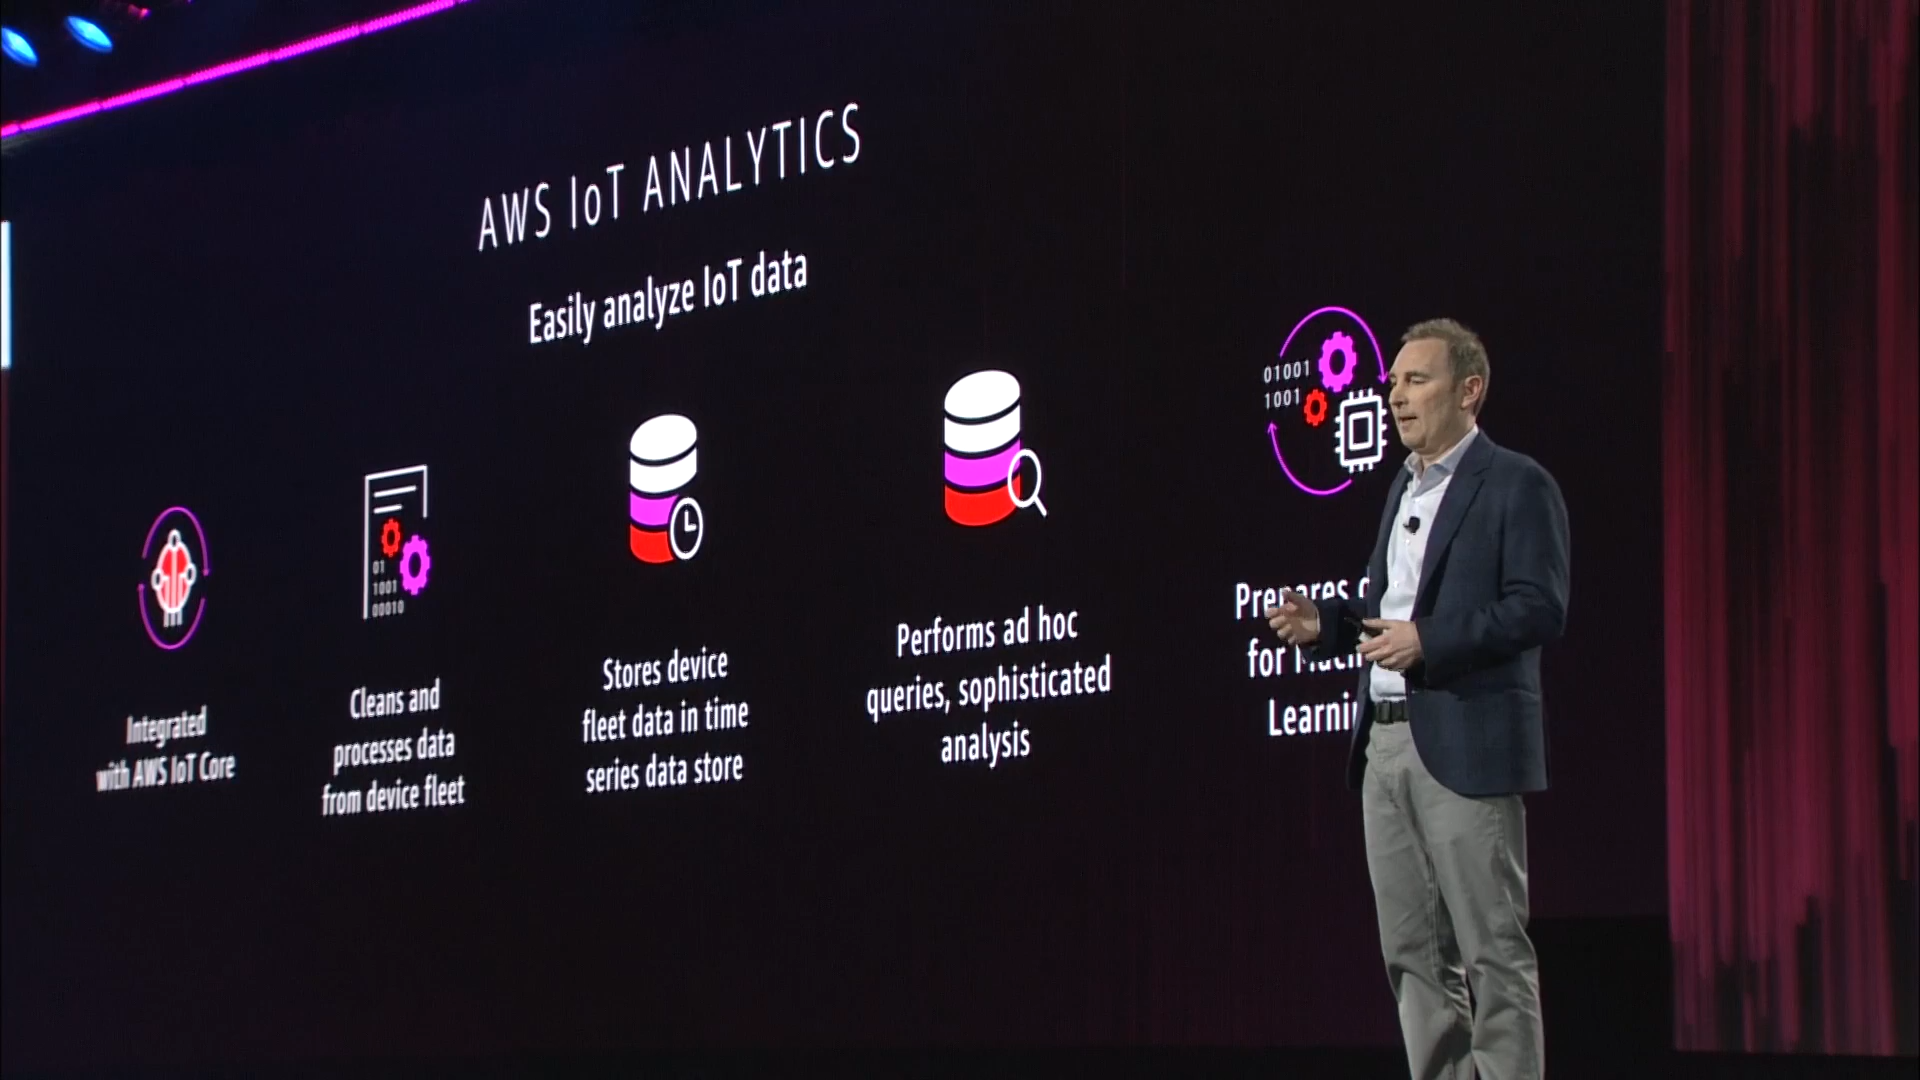 AWS IoT ANALYTICS
Easily analyze IoT data
01001
1001
01
1001
00010
Integrated
with AWS IoT Core
Cleans and
processes data
from device fleet
Stores device
fleet data in time
series data store
Performs ad hoc
queries, sophisticated
analysis
Prepares
for